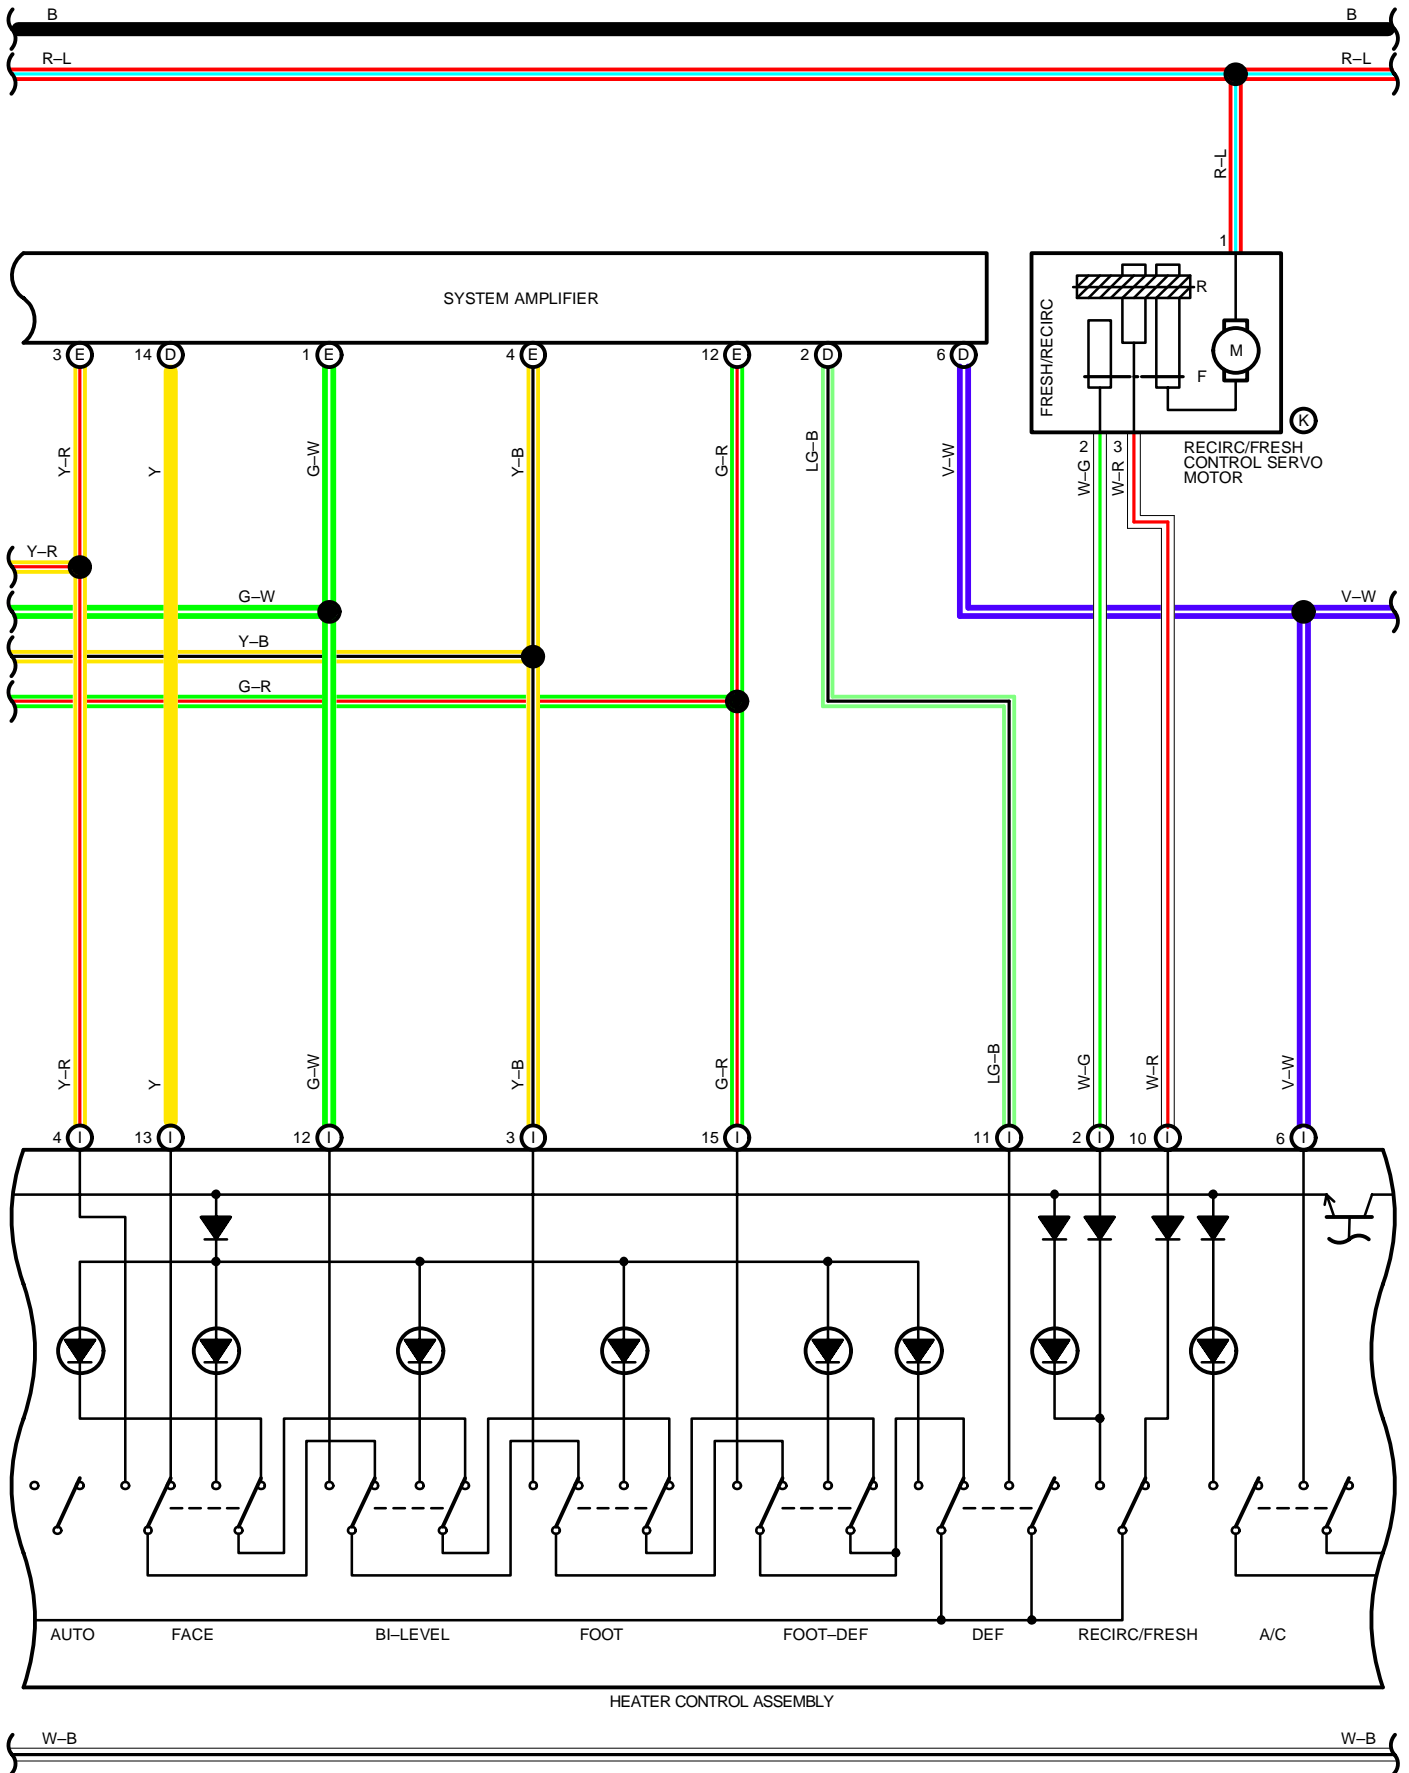 B B
R–L R–L
R–L
1
SYSTEM AMPLIFIER
FRESH/RECIRC
R
M
F
3 E 14 D 1 E 4 E 12 E 2 D 6 D
K
Y–R Y G–W Y–B G–R LG–B V–W
2 3
W–G W–R
RECIRC/FRESH
CONTROL SERVO
MOTOR
Y–R
G–W V–W
Y–B
G–R
Y–R Y G–W Y–B G–R LG–B W–G W–R V–W
4 I 13 I 12 I 3 I 15 I 11 I 2 I 10 I 6 I
AUTO FACE BI–LEVEL FOOT FOOT–DEF DEF RECIRC/FRESH A/C
HEATER CONTROL ASSEMBLY
W–B W–B